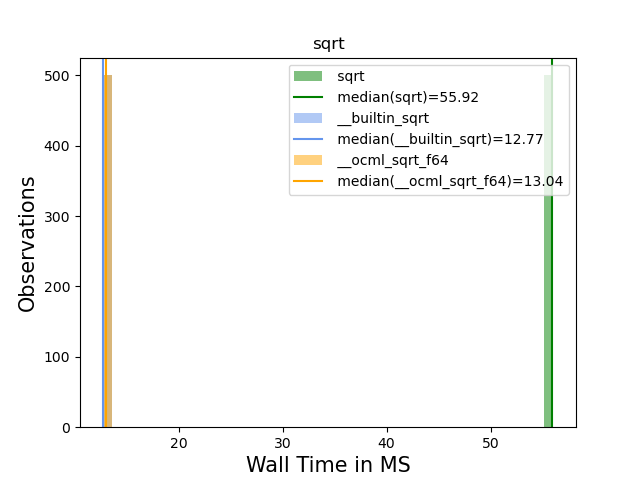 sqrt
500
400
300
200
100
0
Observations
sqrt
median(sqrt)=55.92
__builtin_sqrt
median(__builtin_sqrt)=12.77
__ocml_sqrt_f64
median(__ocml_sqrt_f64)=13.04
20 30 40 50
Wall Time in MS